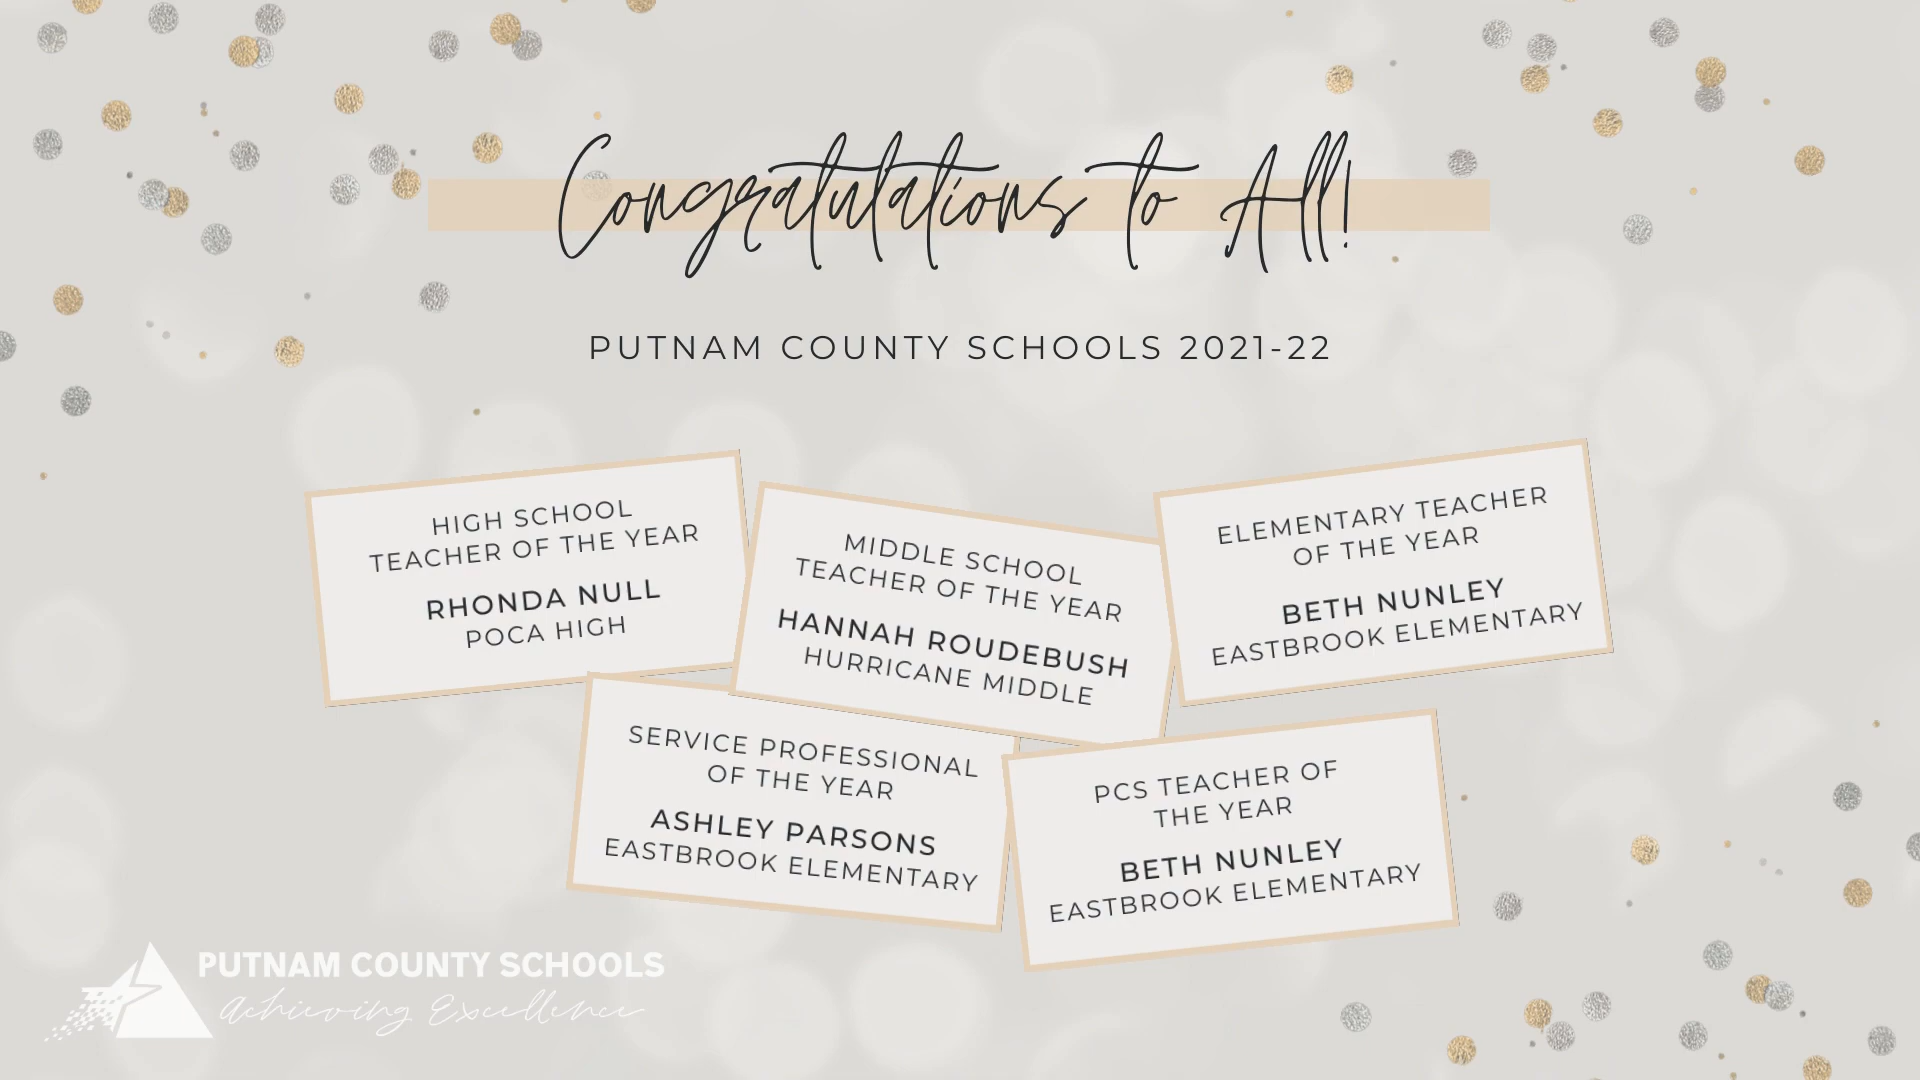 Congratulations to All!
PUTNAM COUNTY SCHOOLS 2021-22
HIGH SCHOOL
TEACHER OF THE YEAR
RHONDA NULL
POCA HIGH
MIDDLE SCHOOL
TEACHER OF THE YEAR
HANNAH ROUDEBUSH
HURRICANE MIDDLE
ELEMENTARY TEACHER
OF THE YEAR
BETH NUNLEY
EASTBROOK ELEMENTARY
SERVICE PROFESSIONAL
OF THE YEAR
ASHLEY PARSONS
EASTBROOK ELEMENTARY
PCS TEACHER OF
THE YEAR
BETH NUNLEY
EASTBROOK ELEMENTARY
PUTNAM COUNTY SCHOOLS
Achieving Excellence